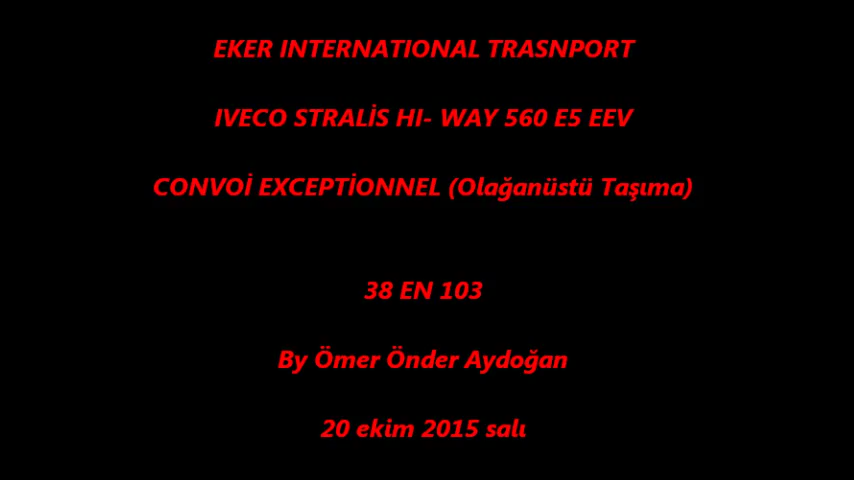 EKER INTERNATIONAL TRASNPORT
IVECO STRALİS HI- WAY 560 E5 EEV
CONVOİ EXCEPTİONNEL (Olağanüstü Taşıma)
38 EN 103
By Ömer Önder Aydoğan
20 ekim 2015 salı